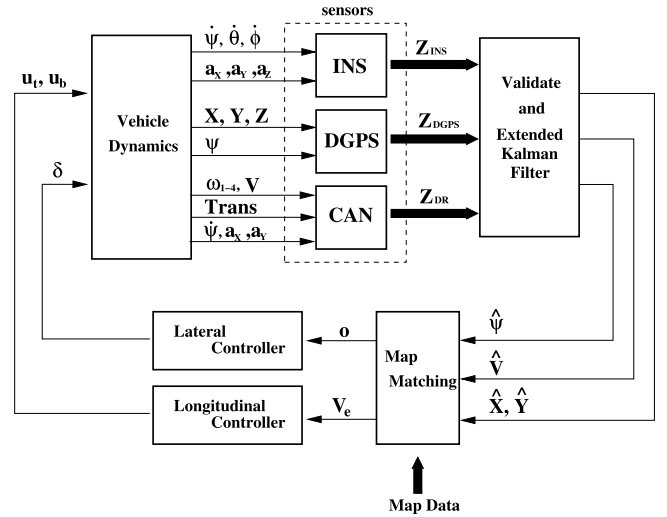 sensors
ψ̇, θ̇, ϕ̇
INS
Z_INS
u_t, u_b
a_X, a_Y, a_Z
Validate
and
Extended
Kalman
Filter
Vehicle
Dynamics
X, Y, Z
DGPS
Z_DGPS
ψ
δ
ω_1−4, V
CAN
Z_DR
Trans
ψ̇, a_X, a_Y
Lateral
Controller
o
Map
Matching
ψ̂
V̂
Longitudinal
Controller
V_e
X̂, Ŷ
Map Data